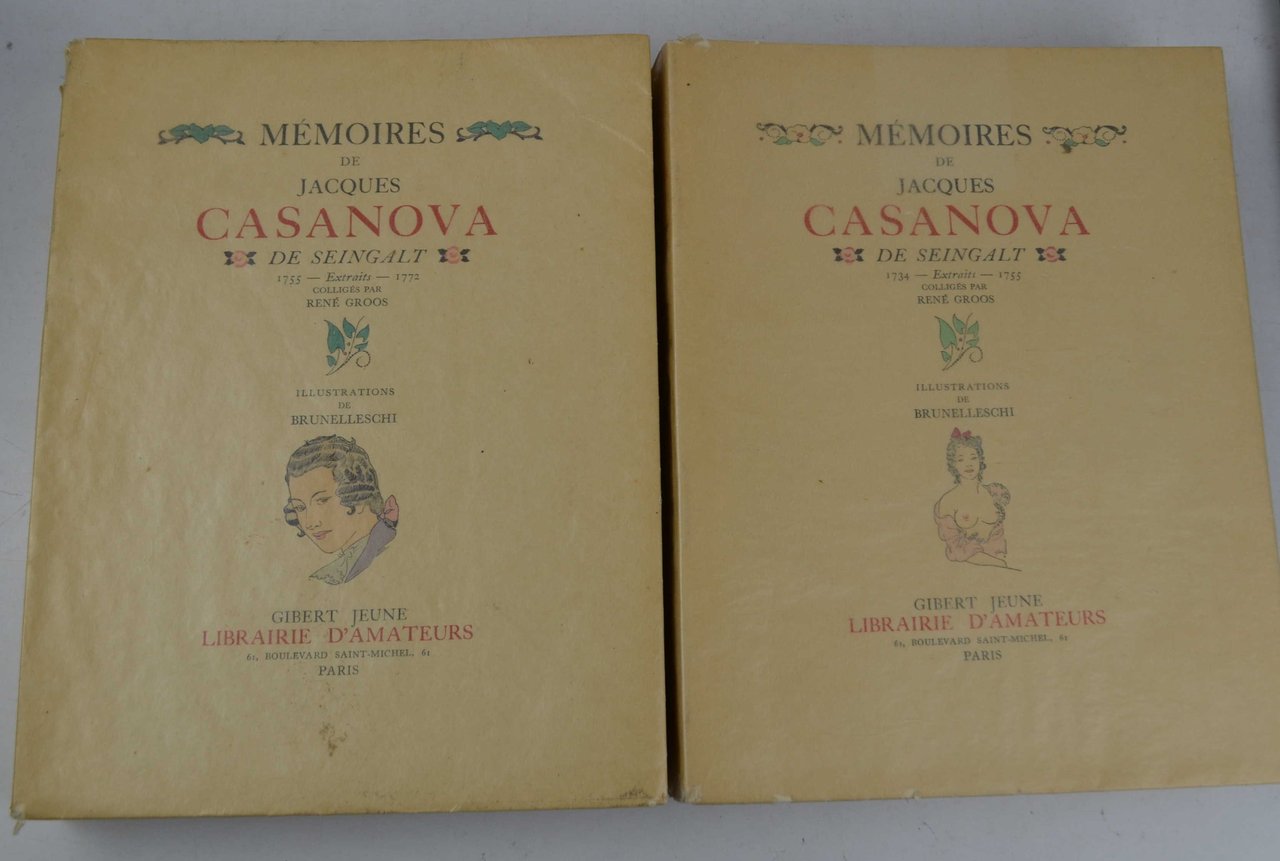 MÉMOIRES
DE
JACQUES
CASANOVA
DE SEINGALT
1755 — Extraits — 1772
COLLIGÉS PAR
RENÉ GROOS
ILLUSTRATIONS
DE
BRUNELLESCHI
GIBERT JEUNE
LIBRAIRIE D'AMATEURS
61, BOULEVARD SAINT-MICHEL, 61
PARIS
MÉMOIRES
DE
JACQUES
CASANOVA
DE SEINGALT
1734 — Extraits — 1755
COLLIGÉS PAR
RENÉ GROOS
ILLUSTRATIONS
DE
BRUNELLESCHI
GIBERT JEUNE
LIBRAIRIE D'AMATEURS
61, BOULEVARD SAINT-MICHEL, 61
PARIS